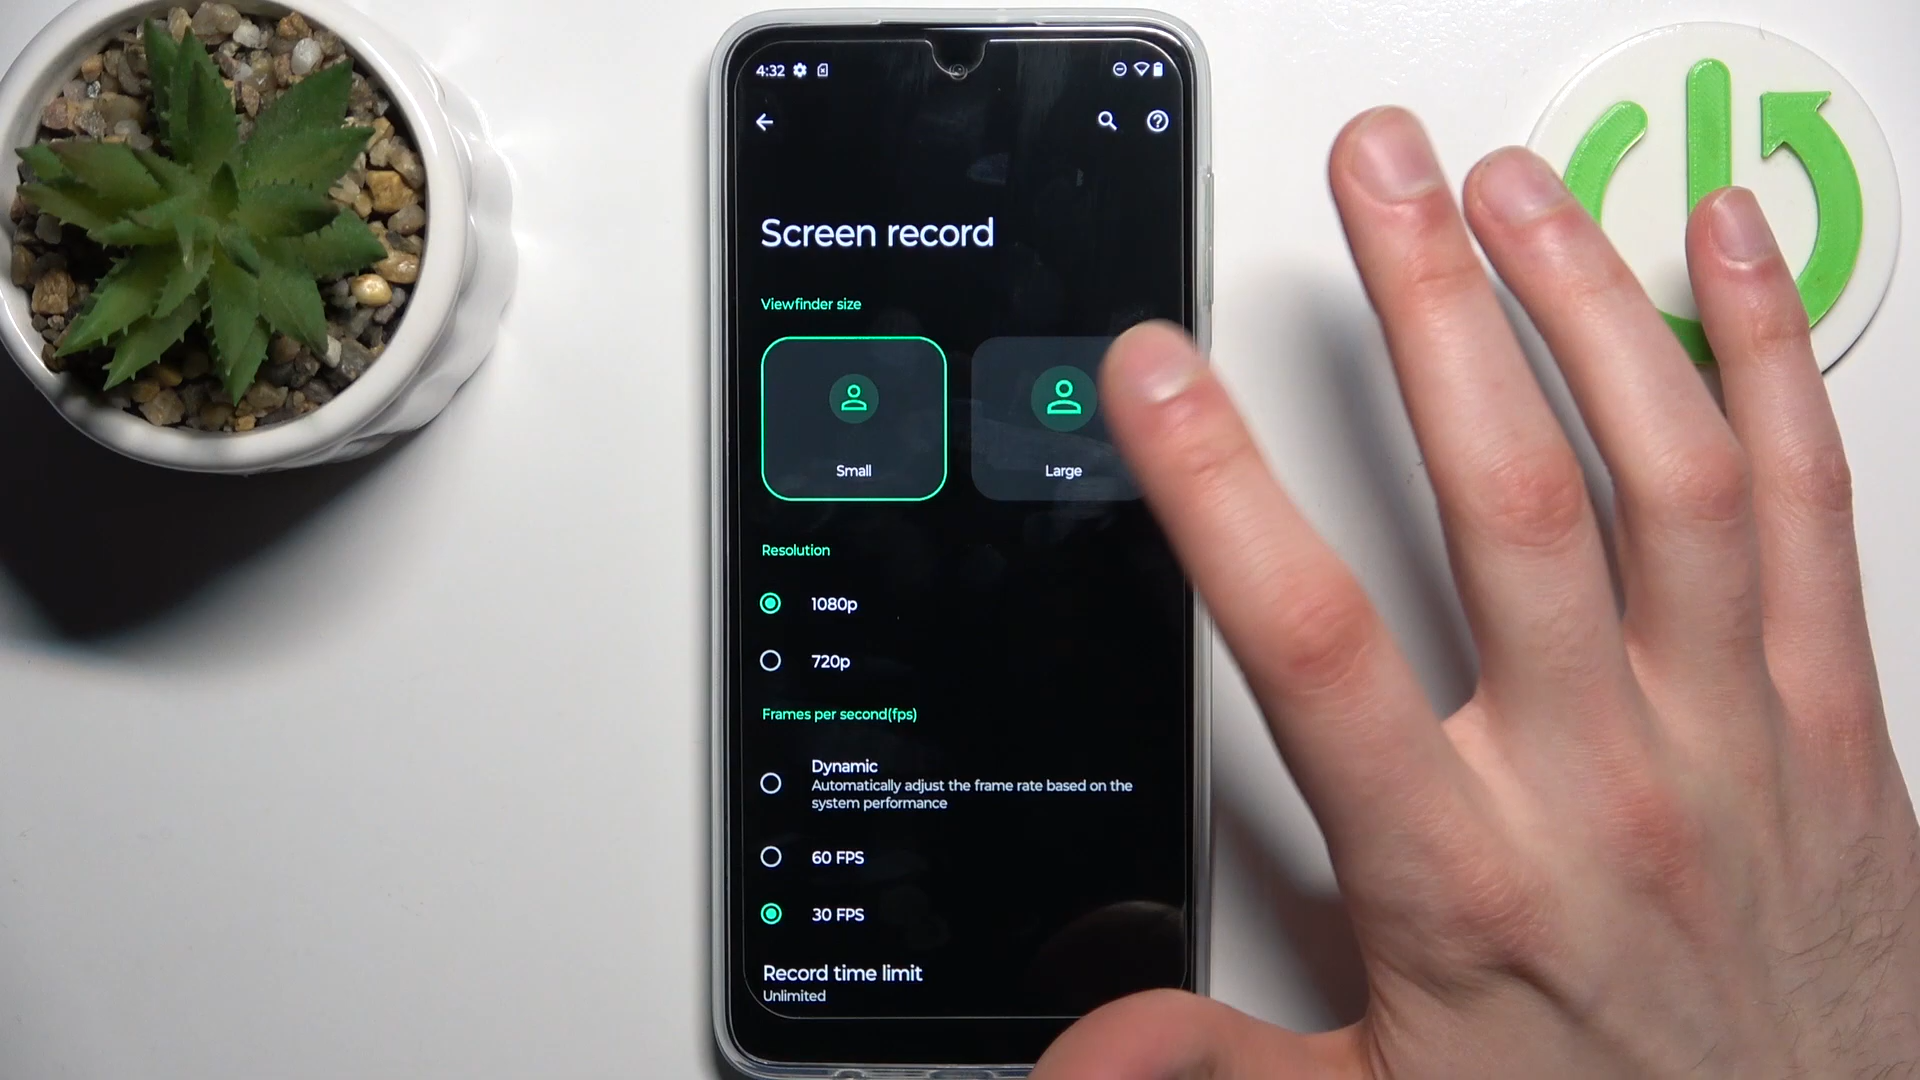 4:32
Screen record
Viewfinder size
Small
Large
Resolution
1080p
720p
Frames per second(fps)
Dynamic
Automatically adjust the frame rate based on the
system performance
60 FPS
30 FPS
Record time limit
Unlimited